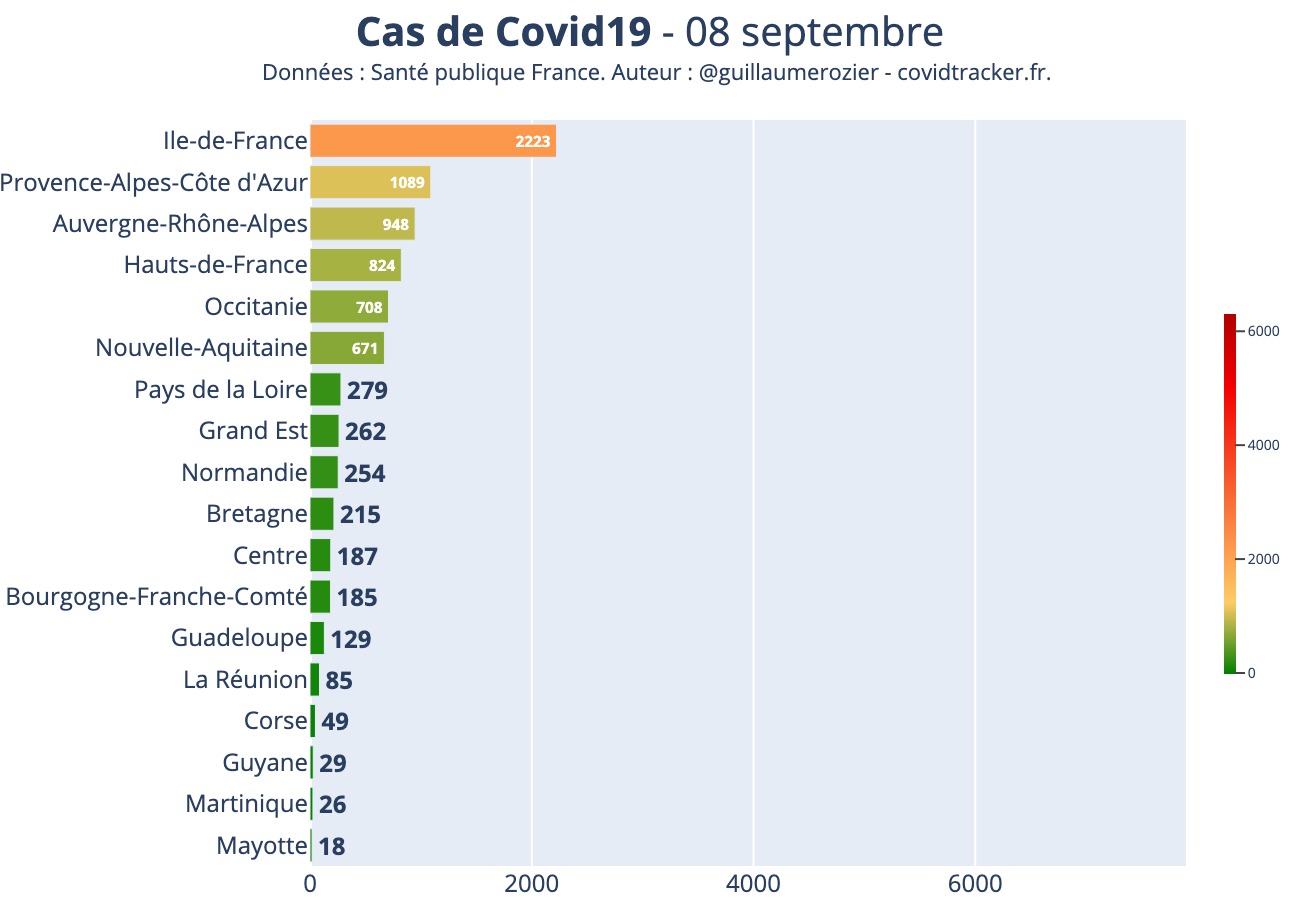 Cas de Covid19 - 08 septembre
Données : Santé publique France. Auteur : @guillaumerozier - covidtracker.fr.
Ile-de-France 2223
Provence-Alpes-Côte d'Azur 1089
Auvergne-Rhône-Alpes 948
Hauts-de-France 824
Occitanie 708
Nouvelle-Aquitaine 671
Pays de la Loire 279
Grand Est 262
Normandie 254
Bretagne 215
Centre 187
Bourgogne-Franche-Comté 185
Guadeloupe 129
La Réunion 85
Corse 49
Guyane 29
Martinique 26
Mayotte 18
0 2000 4000 6000
6000
4000
2000
0